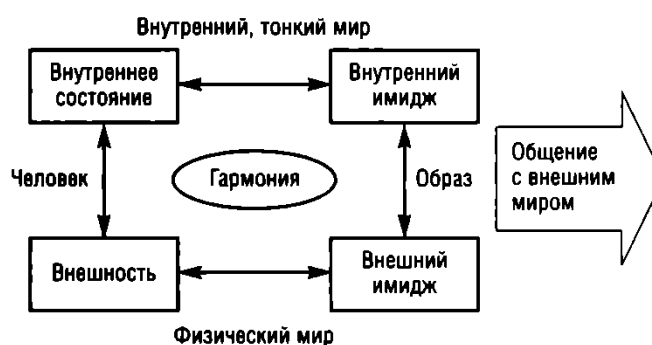 Внутренний, тонкий мир
Внутреннее
состояние
Внутренний
имидж
Человек
Гармония
Образ
Общение
с внешним
миром
Внешность
Внешний
имидж
Физический мир